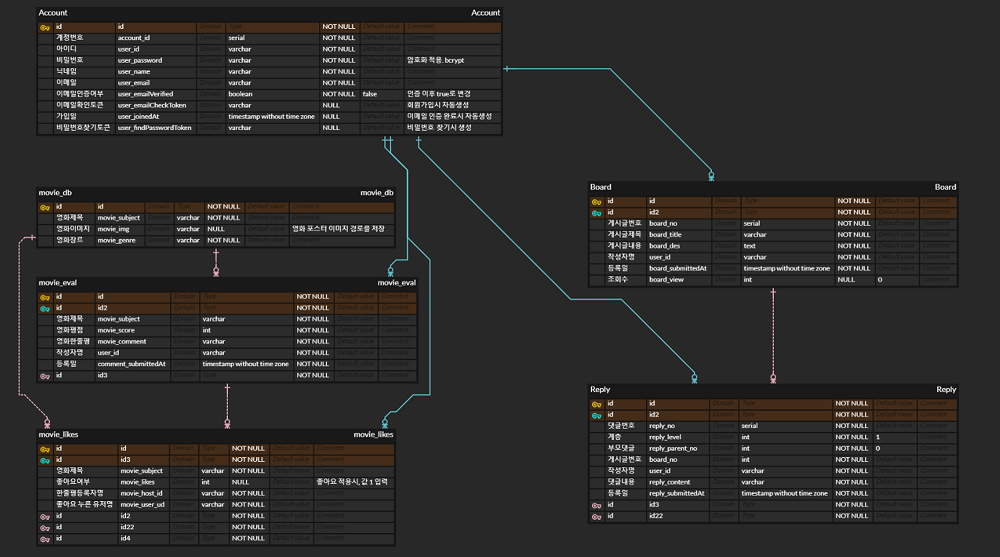 Account Account
id id Domain Type NOT NULL Default value Comment
계정번호 account_id Domain serial NOT NULL Default value Comment
아이디 user_id Domain varchar NOT NULL Default value Comment
비밀번호 user_password Domain varchar NOT NULL Default value 암호화 적용. bcrypt
닉네임 user_name Domain varchar NOT NULL Default value Comment
이메일 user_email Domain varchar NOT NULL Default value Comment
이메일인증여부 user_emailVerified Domain boolean NOT NULL false 인증 이후 true로 변경
이메일확인토큰 user_emailCheckToken Domain varchar NULL Default value 회원가입시 자동생성
가입일 user_joinedAt Domain timestamp without time zone NULL Default value 이메일 인증 완료시 자동생성
비밀번호찾기토큰 user_findPasswordToken Domain varchar NULL Default value 비밀번호 찾기시 생성
movie_db movie_db
id id Domain Type NOT NULL Default value Comment
영화제목 movie_subject Domain varchar NOT NULL Default value Comment
영화이미지 movie_img Domain varchar NULL Default value 영화 포스터 이미지 경로를 저장
영화장르 movie_genre Domain varchar NOT NULL Default value Comment
movie_eval movie_eval
id id Domain Type NOT NULL Default value Comment
id id2 Domain Type NOT NULL Default value Comment
영화제목 movie_subject Domain varchar NOT NULL Default value Comment
영화평점 movie_score Domain int NOT NULL Default value Comment
영화한줄평 movie_comment Domain varchar NOT NULL Default value Comment
작성자명 user_id Domain varchar NOT NULL Default value Comment
등록일 comment_submittedAt Domain timestamp without time zone NOT NULL Default value Comment
id id3 Domain Type NOT NULL Default value Comment
movie_likes movie_likes
id id Domain Type NOT NULL Default value Comment
id id3 Domain Type NOT NULL Default value Comment
영화제목 movie_subject Domain varchar NOT NULL Default value Comment
좋아요여부 movie_likes Domain int NULL Default value 좋아요 적용시, 값 1 입력
한줄평등록자명 movie_host_id Domain varchar NOT NULL Default value Comment
좋아요 누른 유저명 movie_user_ud Domain varchar NOT NULL Default value Comment
id id2 Domain Type NOT NULL Default value Comment
id id22 Domain Type NOT NULL Default value Comment
id id4 Domain Type NOT NULL Default value Comment
Board Board
id id Domain Type NOT NULL Default value Comment
id id2 Domain Type NOT NULL Default value Comment
게시글번호 board_no Domain serial NOT NULL Default value Comment
게시글제목 board_title Domain varchar NOT NULL Default value Comment
게시글내용 board_des Domain text NOT NULL Default value Comment
작성자명 user_id Domain varchar NOT NULL Default value Comment
등록일 board_submittedAt Domain timestamp without time zone NOT NULL Default value Comment
조회수 board_view Domain int NULL 0 Comment
Reply Reply
id id Domain Type NOT NULL Default value Comment
id id2 Domain Type NOT NULL Default value Comment
댓글번호 reply_no Domain serial NOT NULL Default value Comment
계층 reply_level Domain int NOT NULL 1 Comment
부모댓글 reply_parent_no Domain int NOT NULL 0 Comment
게시글번호 board_no Domain int NOT NULL Default value Comment
작성자명 user_id Domain varchar NOT NULL Default value Comment
댓글내용 reply_content Domain varchar NOT NULL Default value Comment
등록일 reply_submittedAt Domain timestamp without time zone NOT NULL Default value Comment
id id3 Domain Type NOT NULL Default value Comment
id id22 Domain Type NOT NULL Default value Comment